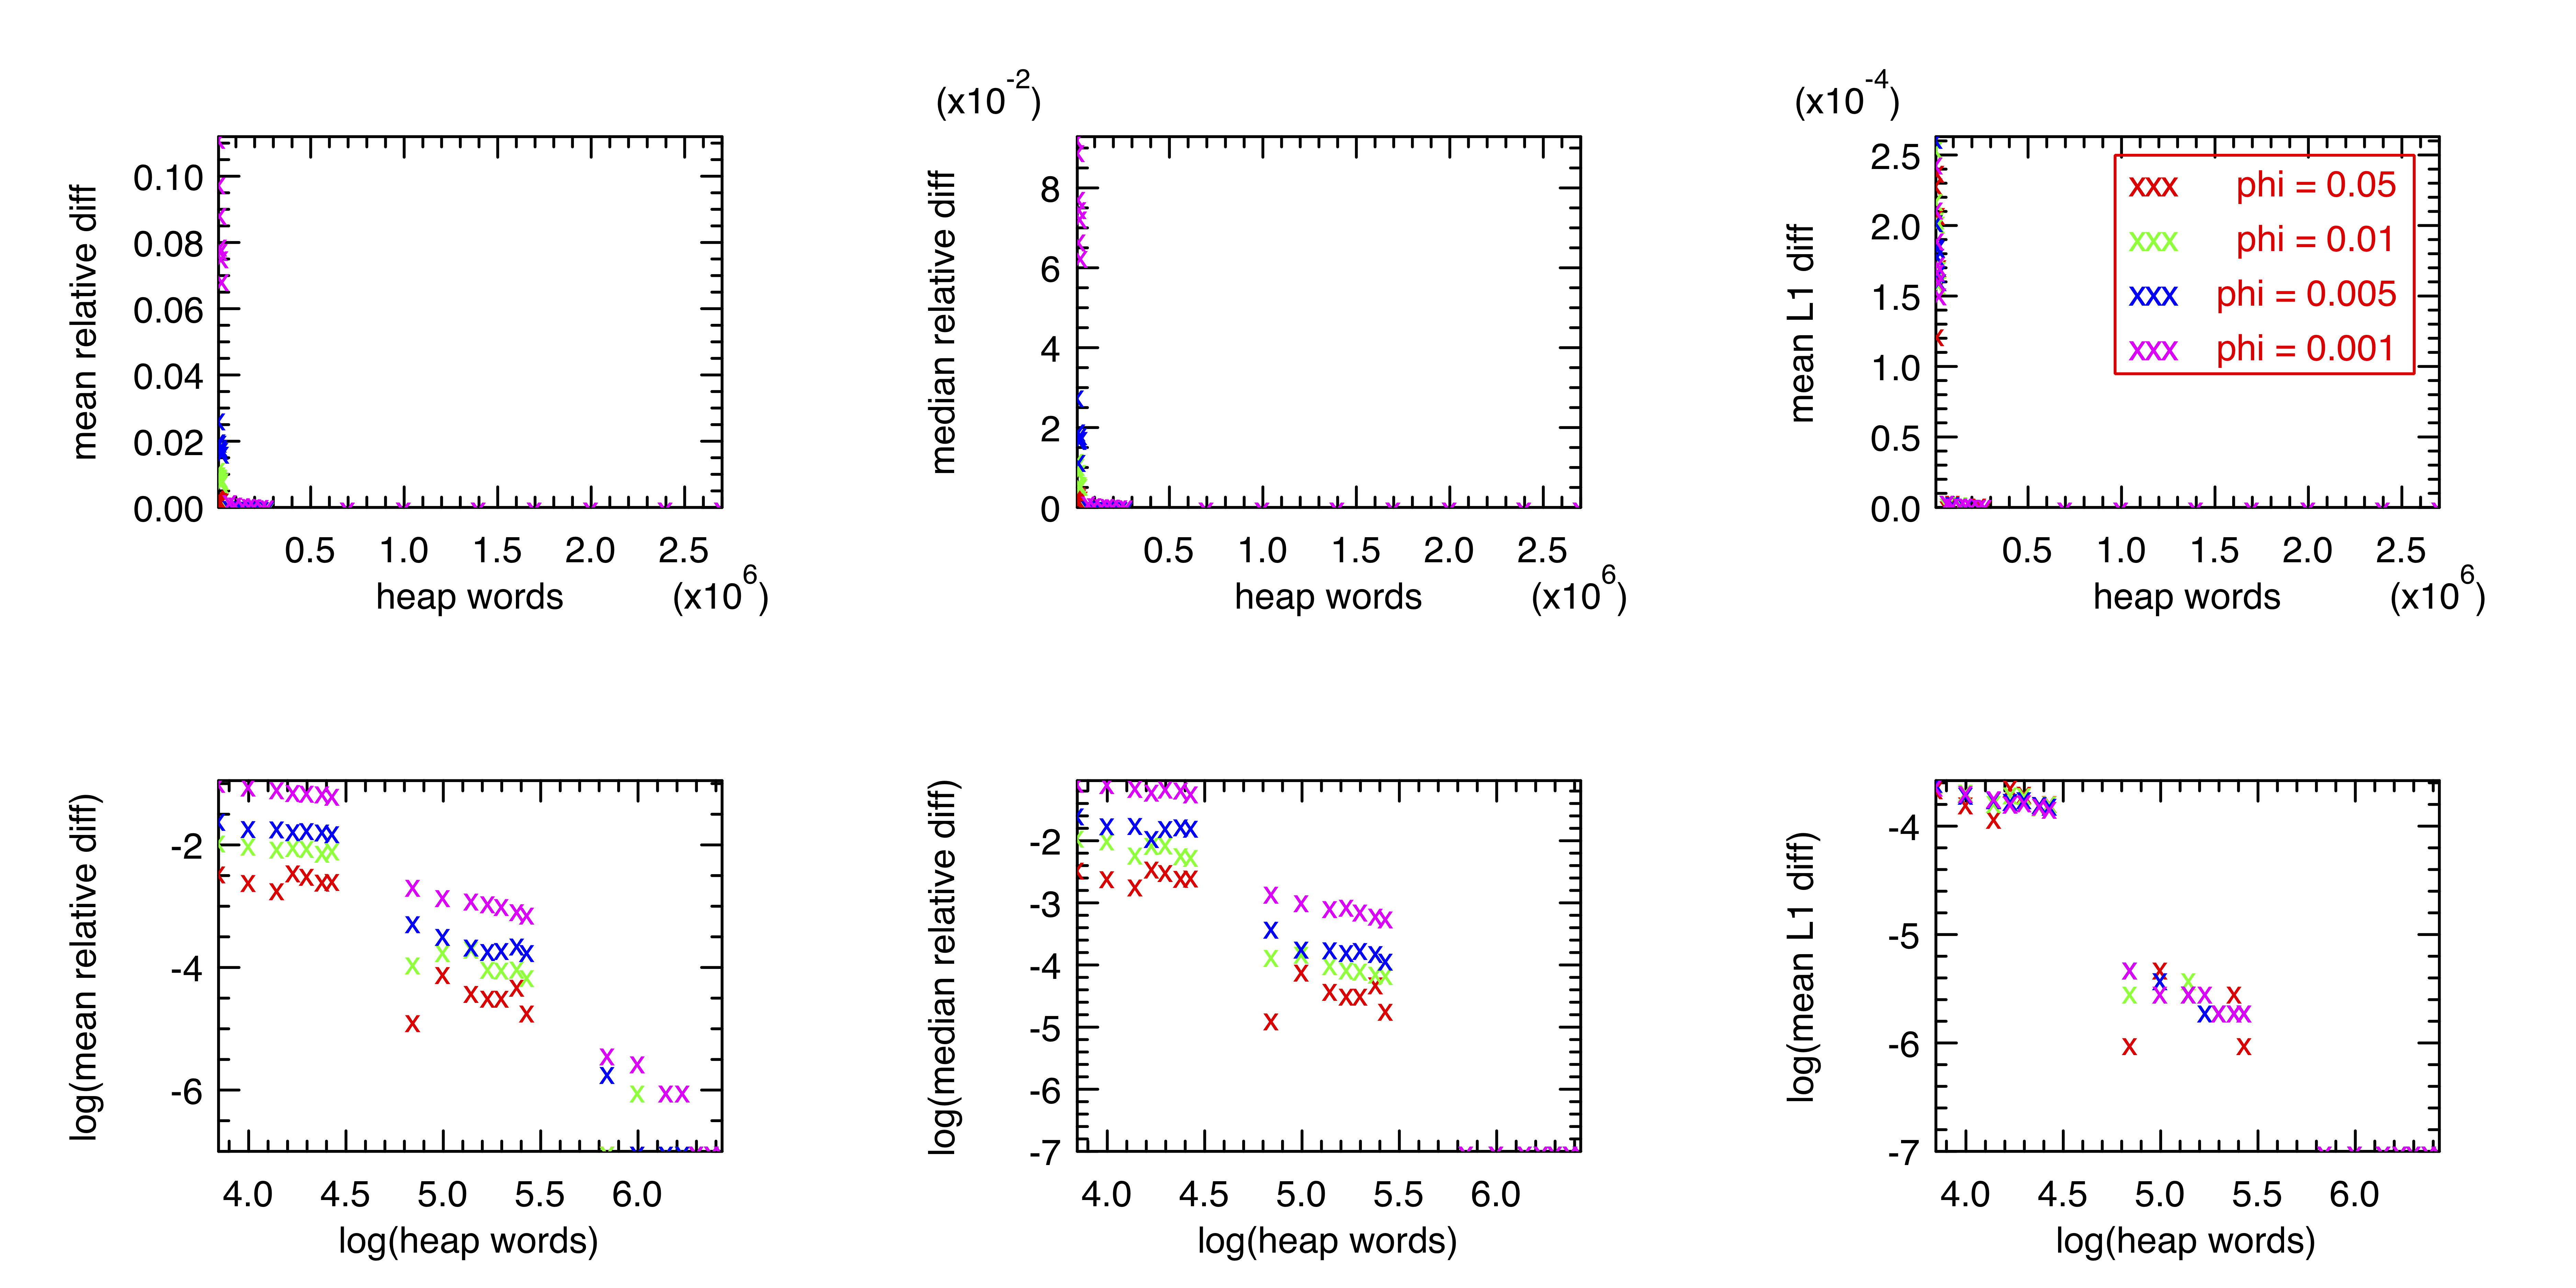 mean relative diff
0.10
0.08
0.06
0.04
0.02
0.00
0.5 1.0 1.5 2.0 2.5
heap words (x10^6)
(x10^-2)
median relative diff
8
6
4
2
0
0.5 1.0 1.5 2.0 2.5
heap words (x10^6)
(x10^-4)
mean L1 diff
2.5
2.0
1.5
1.0
0.5
0.0
xxx phi = 0.05
xxx phi = 0.01
xxx phi = 0.005
xxx phi = 0.001
0.5 1.0 1.5 2.0 2.5
heap words (x10^6)
log(mean relative diff)
-2
-4
-6
4.0 4.5 5.0 5.5 6.0
log(heap words)
log(median relative diff)
-2
-3
-4
-5
-6
-7
4.0 4.5 5.0 5.5 6.0
log(heap words)
log(mean L1 diff)
-4
-5
-6
-7
4.0 4.5 5.0 5.5 6.0
log(heap words)